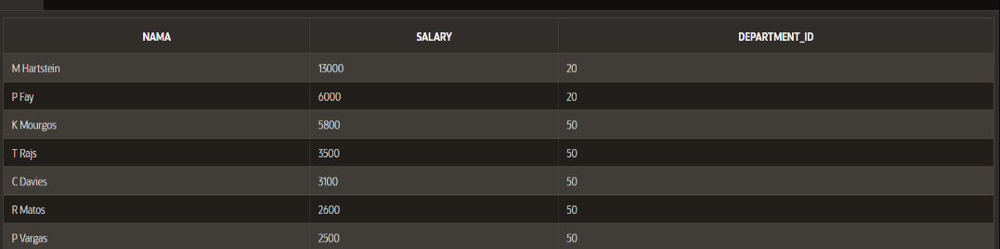 NAMA SALARY DEPARTMENT_ID
M Hartstein 13000 20
P Fay 6000 20
K Mourgos 5800 50
T Rajs 3500 50
C Davies 3100 50
R Matos 2600 50
P Vargas 2500 50